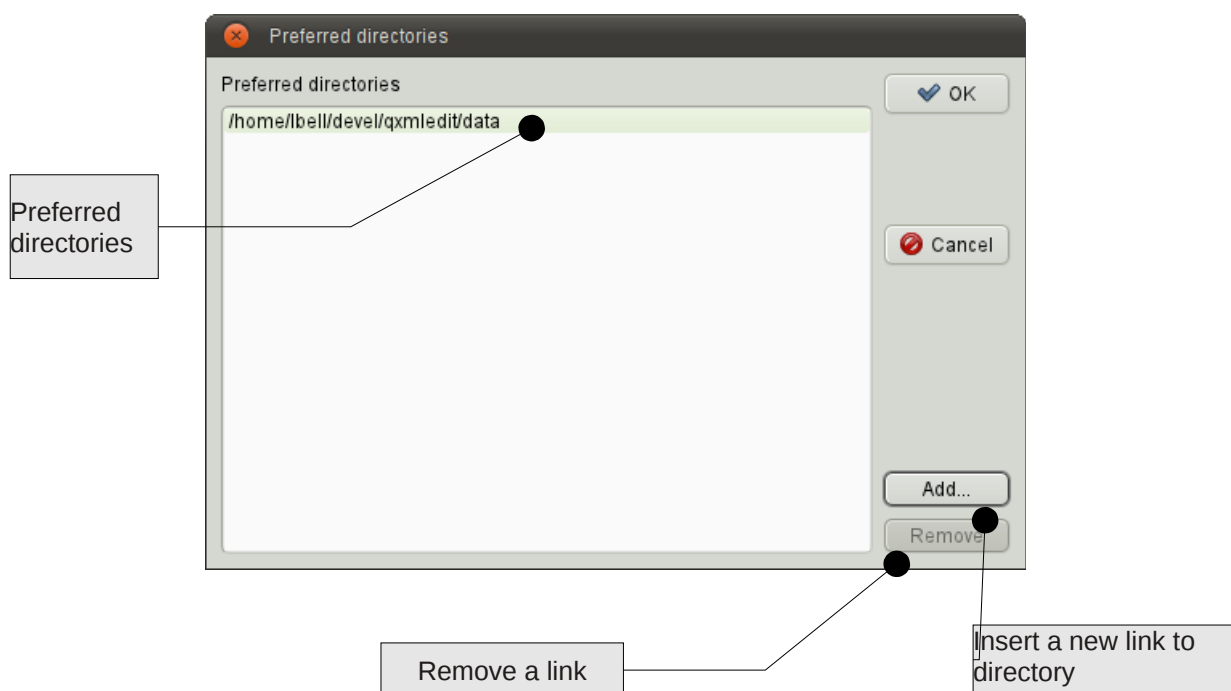 Preferred directories
Preferred directories
OK
/home/lbell/devel/qxmledit/data
Preferred
directories
Cancel
Add...
Remove
Insert a new link to
directory
Remove a link